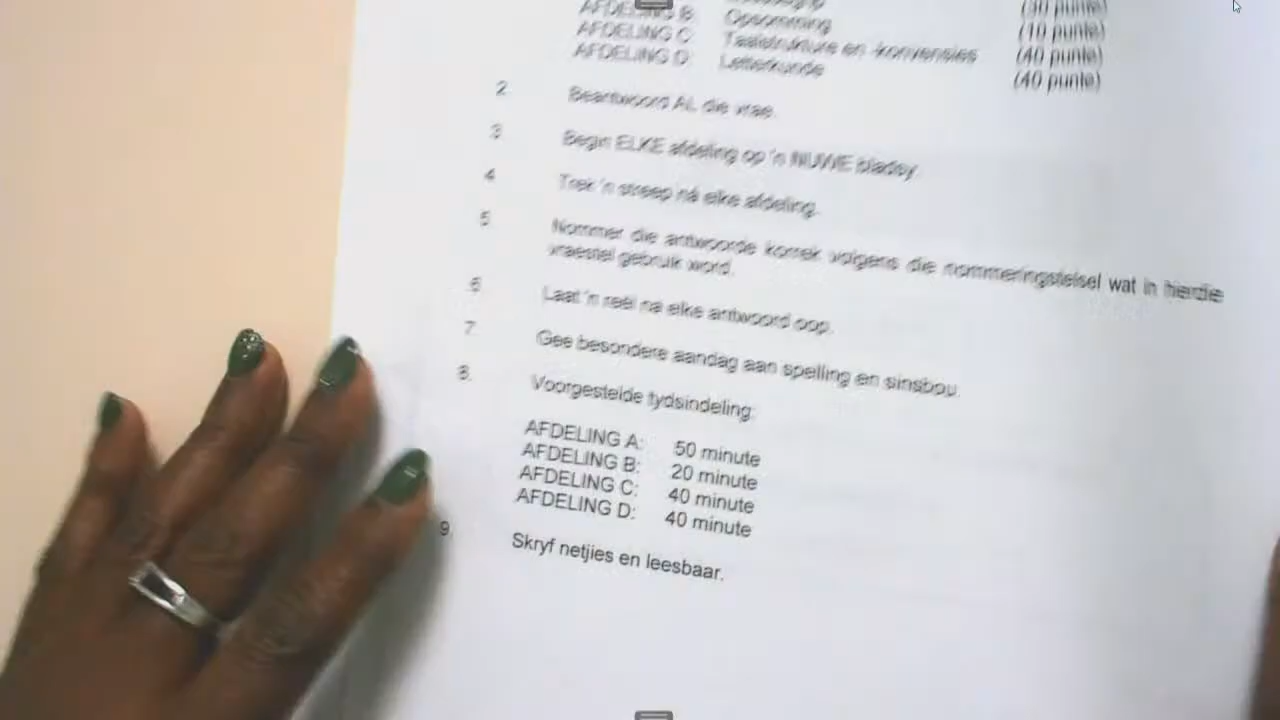 (30 punte)
AFDELING B: Opsomming (10 punte)
AFDELING C: Taalstrukture en -konvensies (40 punte)
AFDELING D: Letterkunde (40 punte)
2 Beantwoord AL die vrae.
3 Begin ELKE afdeling op 'n NUWE bladsy.
4 Trek 'n streep ná elke afdeling.
5 Nommer die antwoorde korrek volgens die nommeringstelsel wat in hierdie
vraestel gebruik word.
6 Laat 'n reël na elke antwoord oop.
7 Gee besondere aandag aan spelling en sinsbou.
8. Voorgestelde tydsindeling:
AFDELING A: 50 minute
AFDELING B: 20 minute
AFDELING C: 40 minute
AFDELING D: 40 minute
9. Skryf netjies en leesbaar.